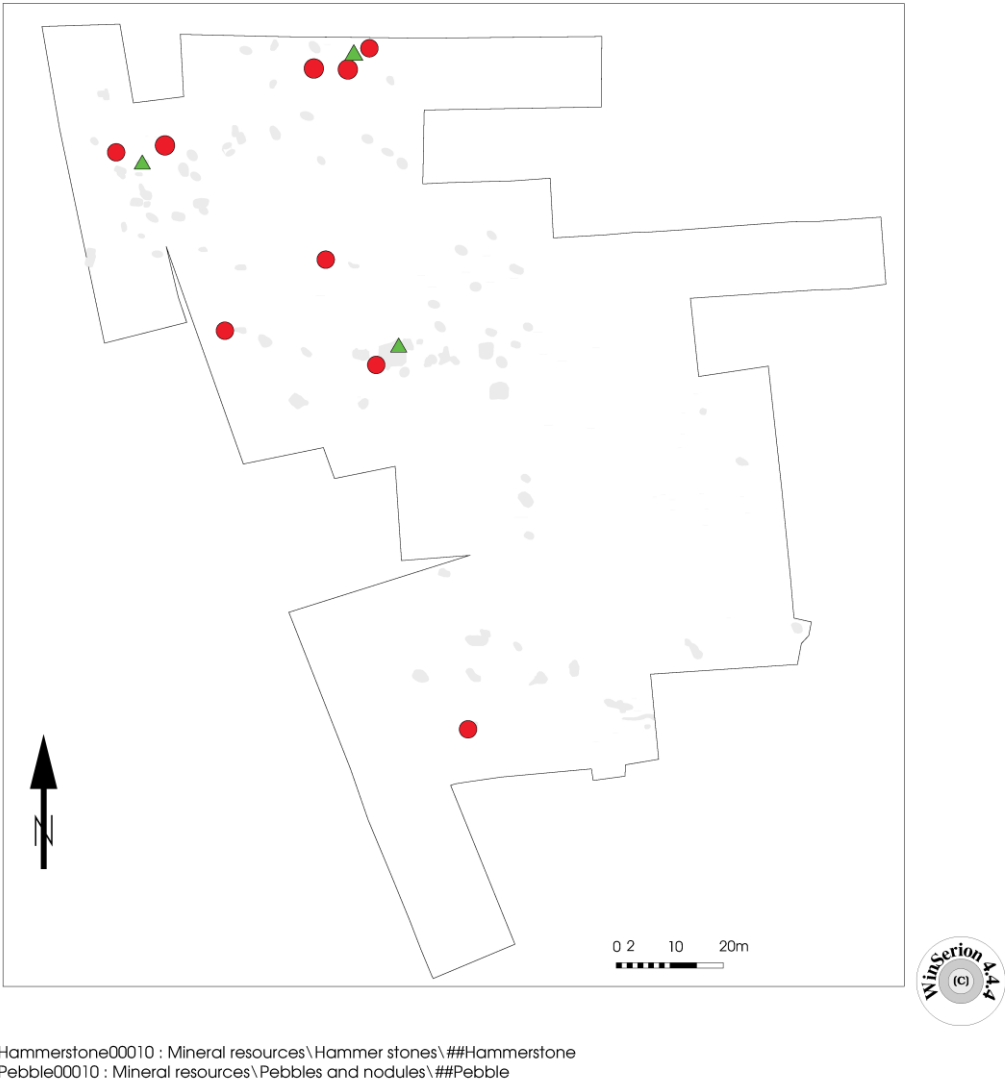 N
0 2 10 20m
WinSerion 4.4.4
(C)
Hammerstone00010 : Mineral resources\Hammer stones\##Hammerstone
Pebble00010 : Mineral resources\Pebbles and nodules\##Pebble